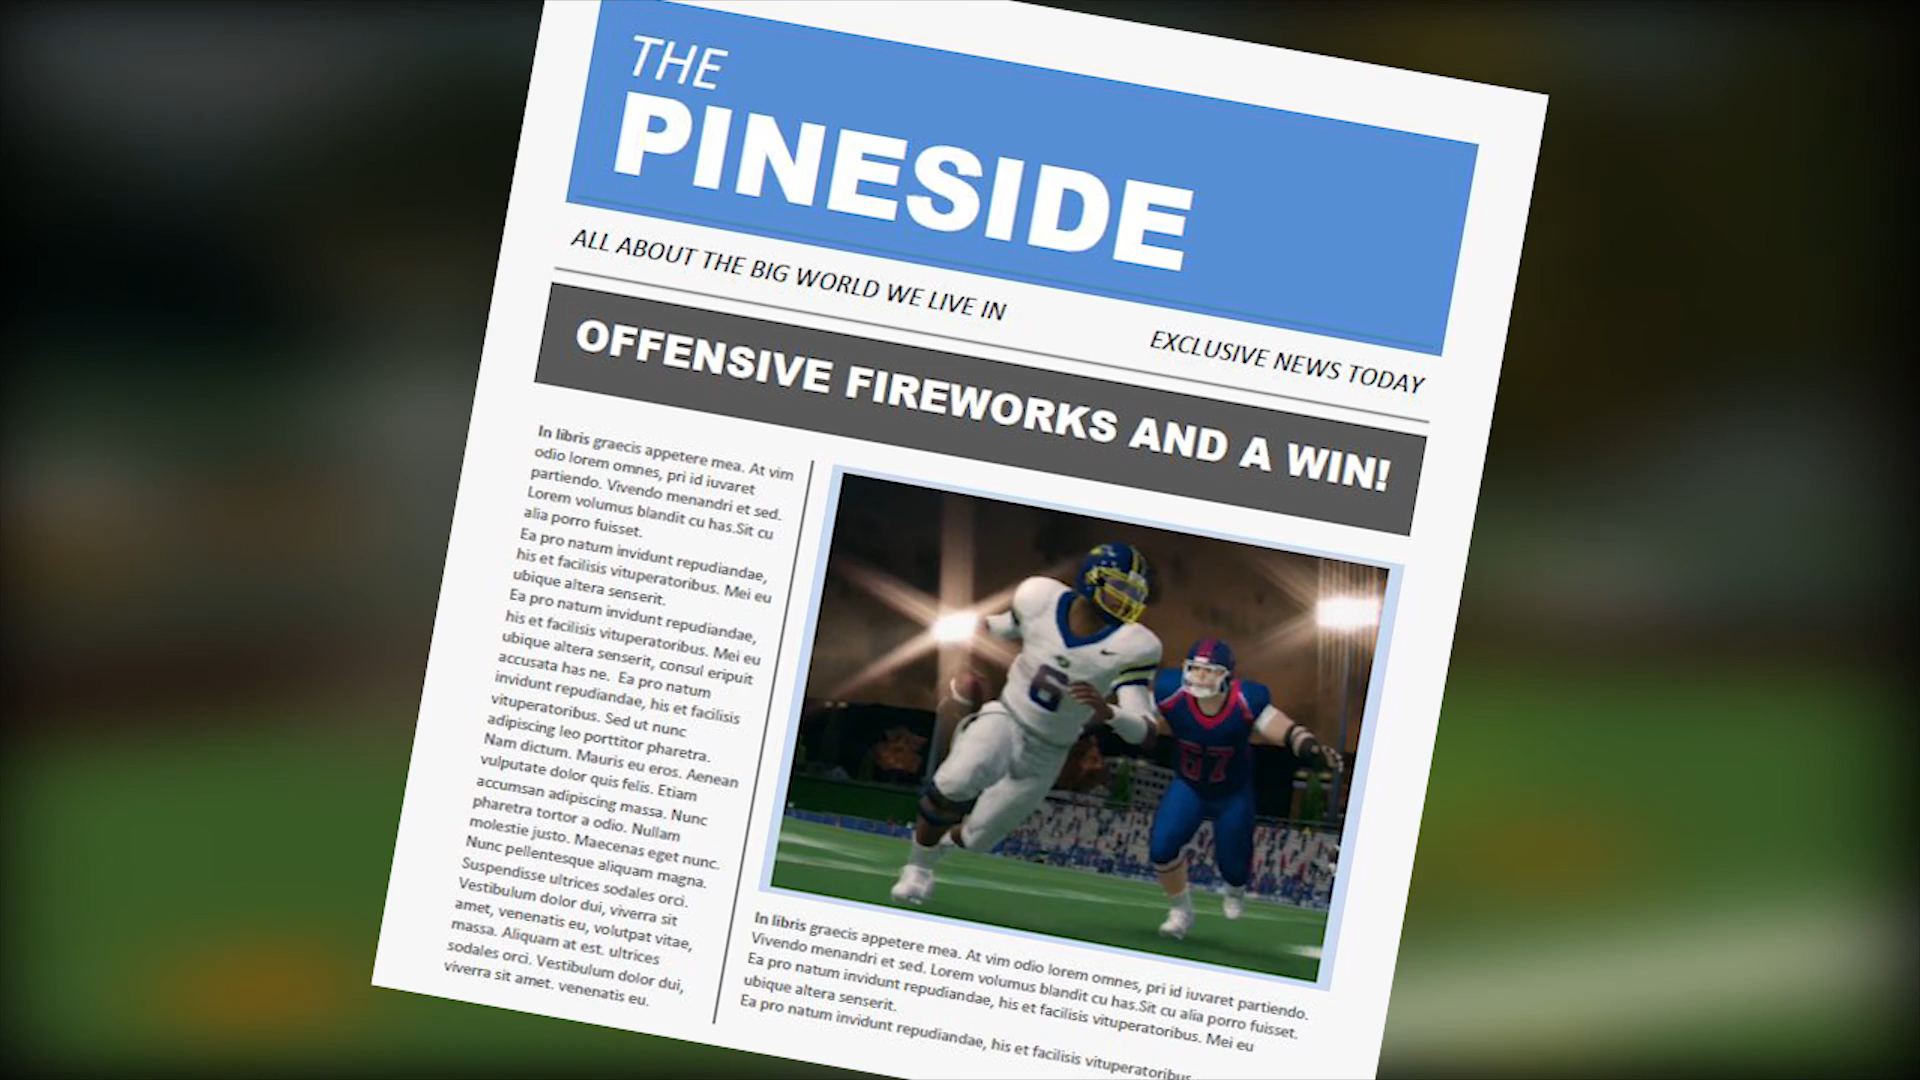 THE
PINESIDE
ALL ABOUT THE BIG WORLD WE LIVE IN
EXCLUSIVE NEWS TODAY
OFFENSIVE FIREWORKS AND A WIN!
In libris graecis appetere mea. At vim
odio lorem omnes, pri id iuvaret
partiendo. Vivendo menandri et sed.
Lorem volumus blandit cu has.Sit cu
alia porro fuisset.
Ea pro natum invidunt repudiandae,
his et facilisis vituperatoribus. Mei eu
ubique altera senserit.
Ea pro natum invidunt repudiandae,
his et facilisis vituperatoribus. Mei eu
ubique altera senserit, consul eripuit
accusata has ne. Ea pro natum
invidunt repudiandae, his et facilisis
vituperatoribus. Sed ut nunc
adipiscing leo porttitor pharetra.
Nam dictum. Mauris eu eros. Aenean
vulputate dolor quis felis. Etiam
accumsan adipiscing massa. Nunc
pharetra tortor a odio. Nullam
molestie justo. Maecenas eget nunc.
Nunc pellentesque aliquam magna.
Suspendisse ultrices sodales orci.
Vestibulum dolor dui, viverra sit
amet, venenatis eu, volutpat vitae,
massa. Aliquam at est. ultrices
sodales orci. Vestibulum dolor dui,
viverra sit amet. venenatis eu.
6
67
In libris graecis appetere mea. At vim odio lorem omnes, pri id iuvaret partiendo.
Vivendo menandri et sed. Lorem volumus blandit cu has.Sit cu alia porro fuisset.
Ea pro natum invidunt repudiandae, his et facilisis vituperatoribus. Mei eu
ubique altera senserit.
Ea pro natum invidunt repudiandae, his et facilisis vituperatoribus.